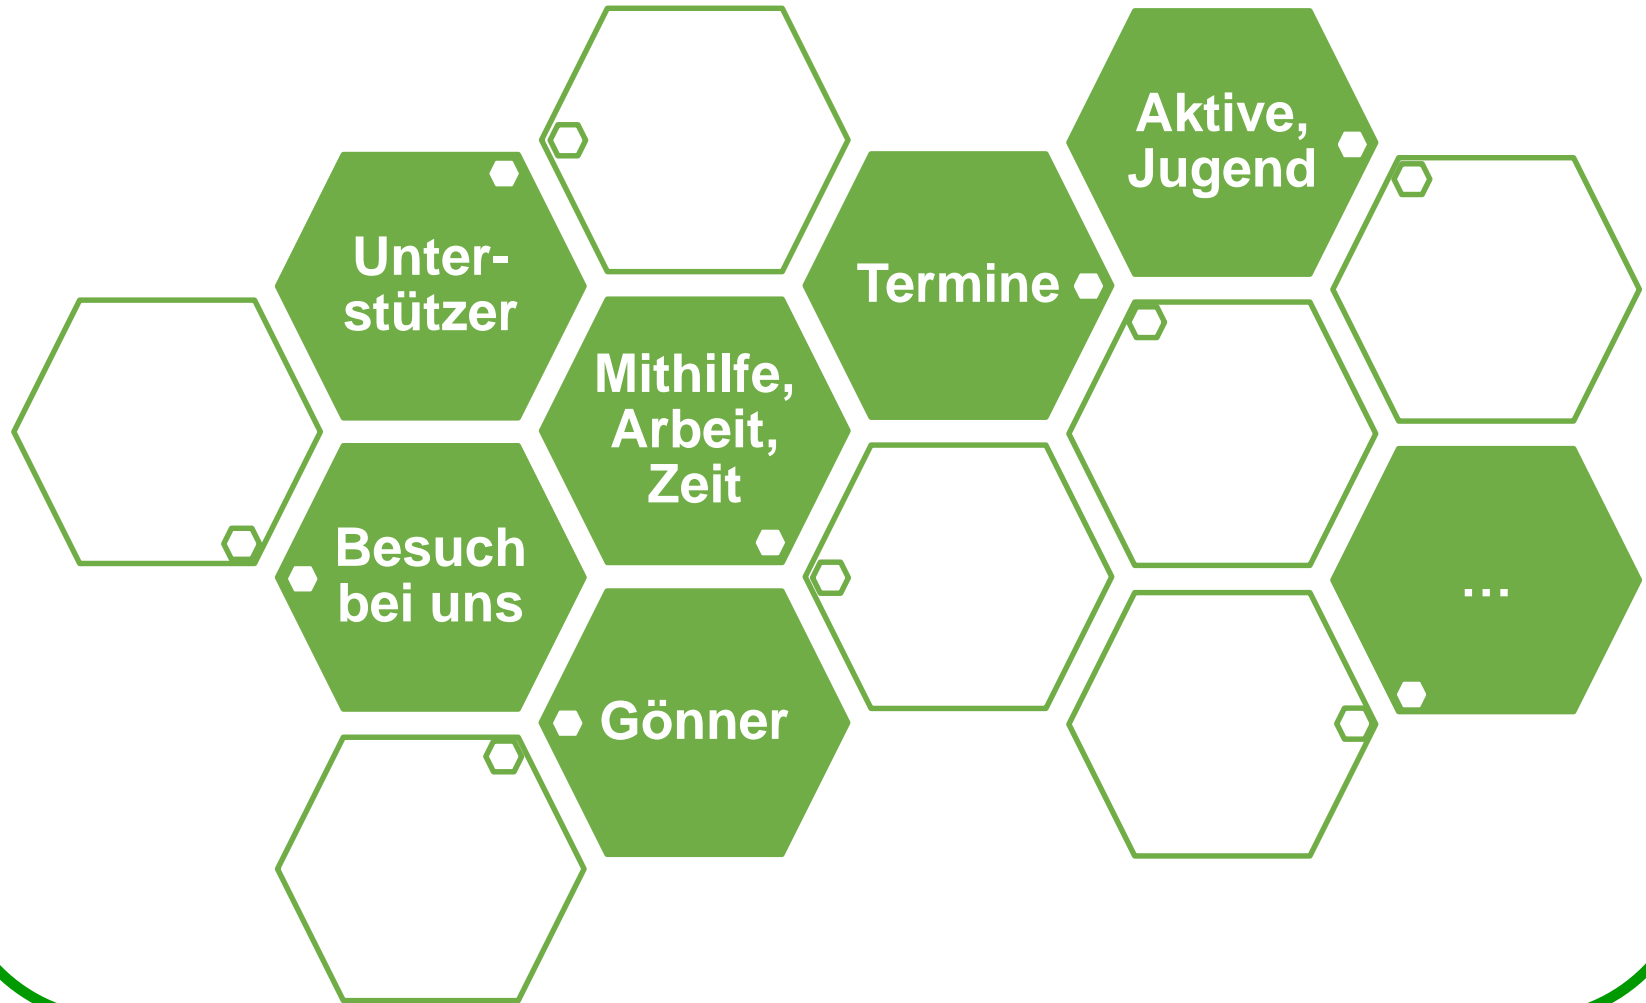 Aktive,
Jugend
Unter-
stützer
Termine
Mithilfe,
Arbeit,
Zeit
Besuch
bei uns
...
Gönner